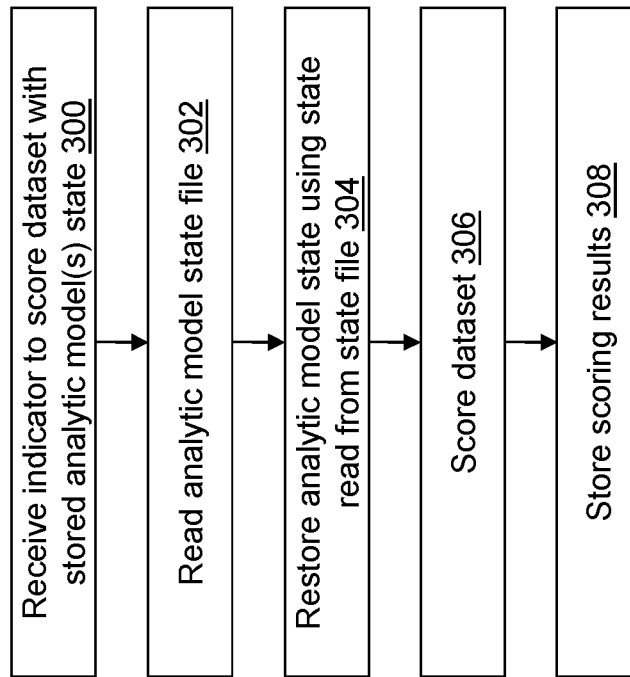 Receive indicator to score dataset with
stored analytic model(s) state 300
Read analytic model state file 302
Restore analytic model state using state
read from state file 304
Score dataset 306
Store scoring results 308